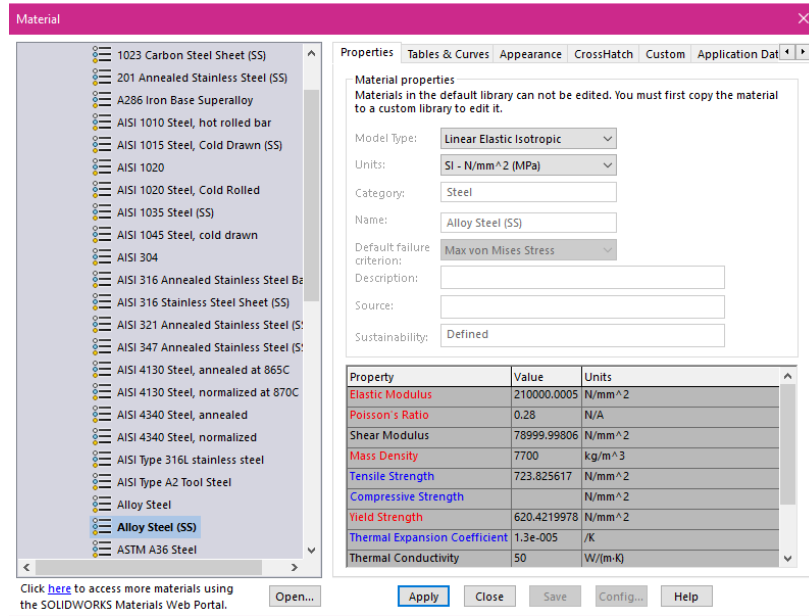 Material
1023 Carbon Steel Sheet (SS)
201 Annealed Stainless Steel (SS)
A286 Iron Base Superalloy
AISI 1010 Steel, hot rolled bar
AISI 1015 Steel, Cold Drawn (SS)
AISI 1020
AISI 1020 Steel, Cold Rolled
AISI 1035 Steel (SS)
AISI 1045 Steel, cold drawn
AISI 304
AISI 316 Annealed Stainless Steel Ba
AISI 316 Stainless Steel Sheet (SS)
AISI 321 Annealed Stainless Steel (S
AISI 347 Annealed Stainless Steel (S
AISI 4130 Steel, annealed at 865C
AISI 4130 Steel, normalized at 870C
AISI 4340 Steel, annealed
AISI 4340 Steel, normalized
AISI Type 316L stainless steel
AISI Type A2 Tool Steel
Alloy Steel
Alloy Steel (SS)
ASTM A36 Steel
Click here to access more materials using
the SOLIDWORKS Materials Web Portal.
Open...
Properties Tables & Curves Appearance CrossHatch Custom Application Dat
Material properties
Materials in the default library can not be edited. You must first copy the material
to a custom library to edit it.
Model Type: Linear Elastic Isotropic
Units: SI - N/mm^2 (MPa)
Category: Steel
Name: Alloy Steel (SS)
Default failure
criterion: Max von Mises Stress
Description:
Source:
Sustainability: Defined
Property Value Units
Elastic Modulus 210000.0005 N/mm^2
Poisson's Ratio 0.28 N/A
Shear Modulus 78999.99806 N/mm^2
Mass Density 7700 kg/m^3
Tensile Strength 723.825617 N/mm^2
Compressive Strength N/mm^2
Yield Strength 620.4219978 N/mm^2
Thermal Expansion Coefficient 1.3e-005 /K
Thermal Conductivity 50 W/(m·K)
Apply Close Save Config... Help